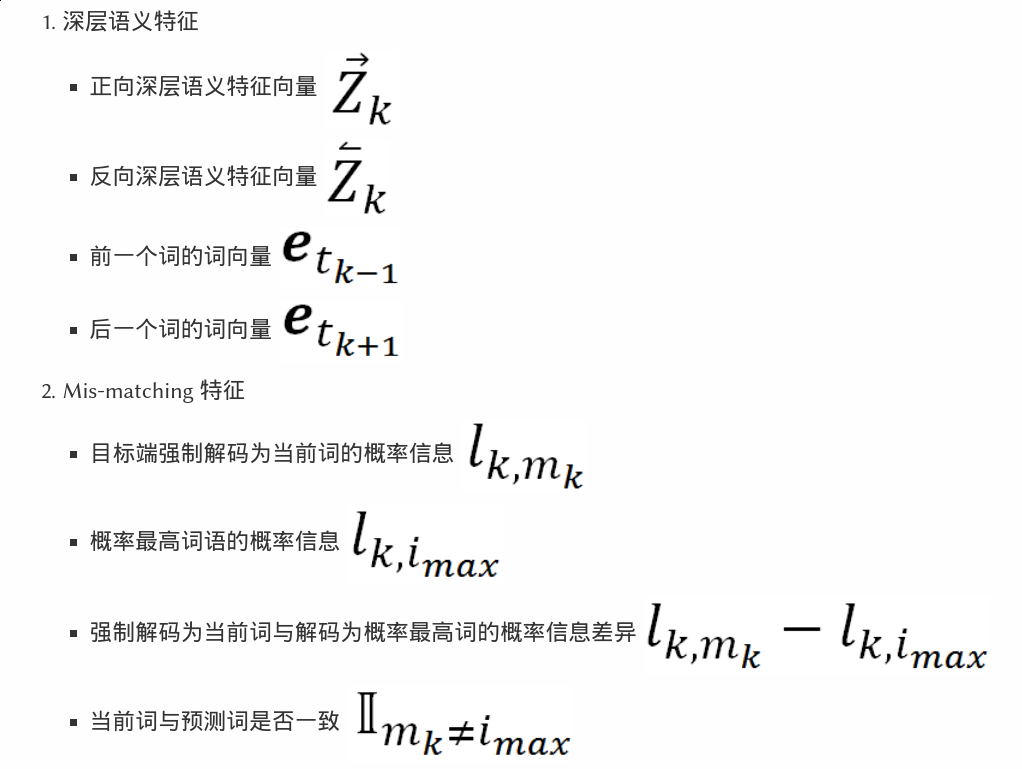 1. 深层语义特征
▪ 正向深层语义特征向量 $\overrightarrow{Z}_k$
▪ 反向深层语义特征向量 $\overleftarrow{Z}_k$
▪ 前一个词的词向量 $\boldsymbol{e}_{t_{k-1}}$
▪ 后一个词的词向量 $\boldsymbol{e}_{t_{k+1}}$
2. Mis-matching 特征
▪ 目标端强制解码为当前词的概率信息 $l_{k,m_k}$
▪ 概率最高词语的概率信息 $l_{k,i_{max}}$
▪ 强制解码为当前词与解码为概率最高词的概率信息差异 $l_{k,m_k} - l_{k,i_{max}}$
▪ 当前词与预测词是否一致 $\mathbb{I}_{m_k \neq i_{max}}$